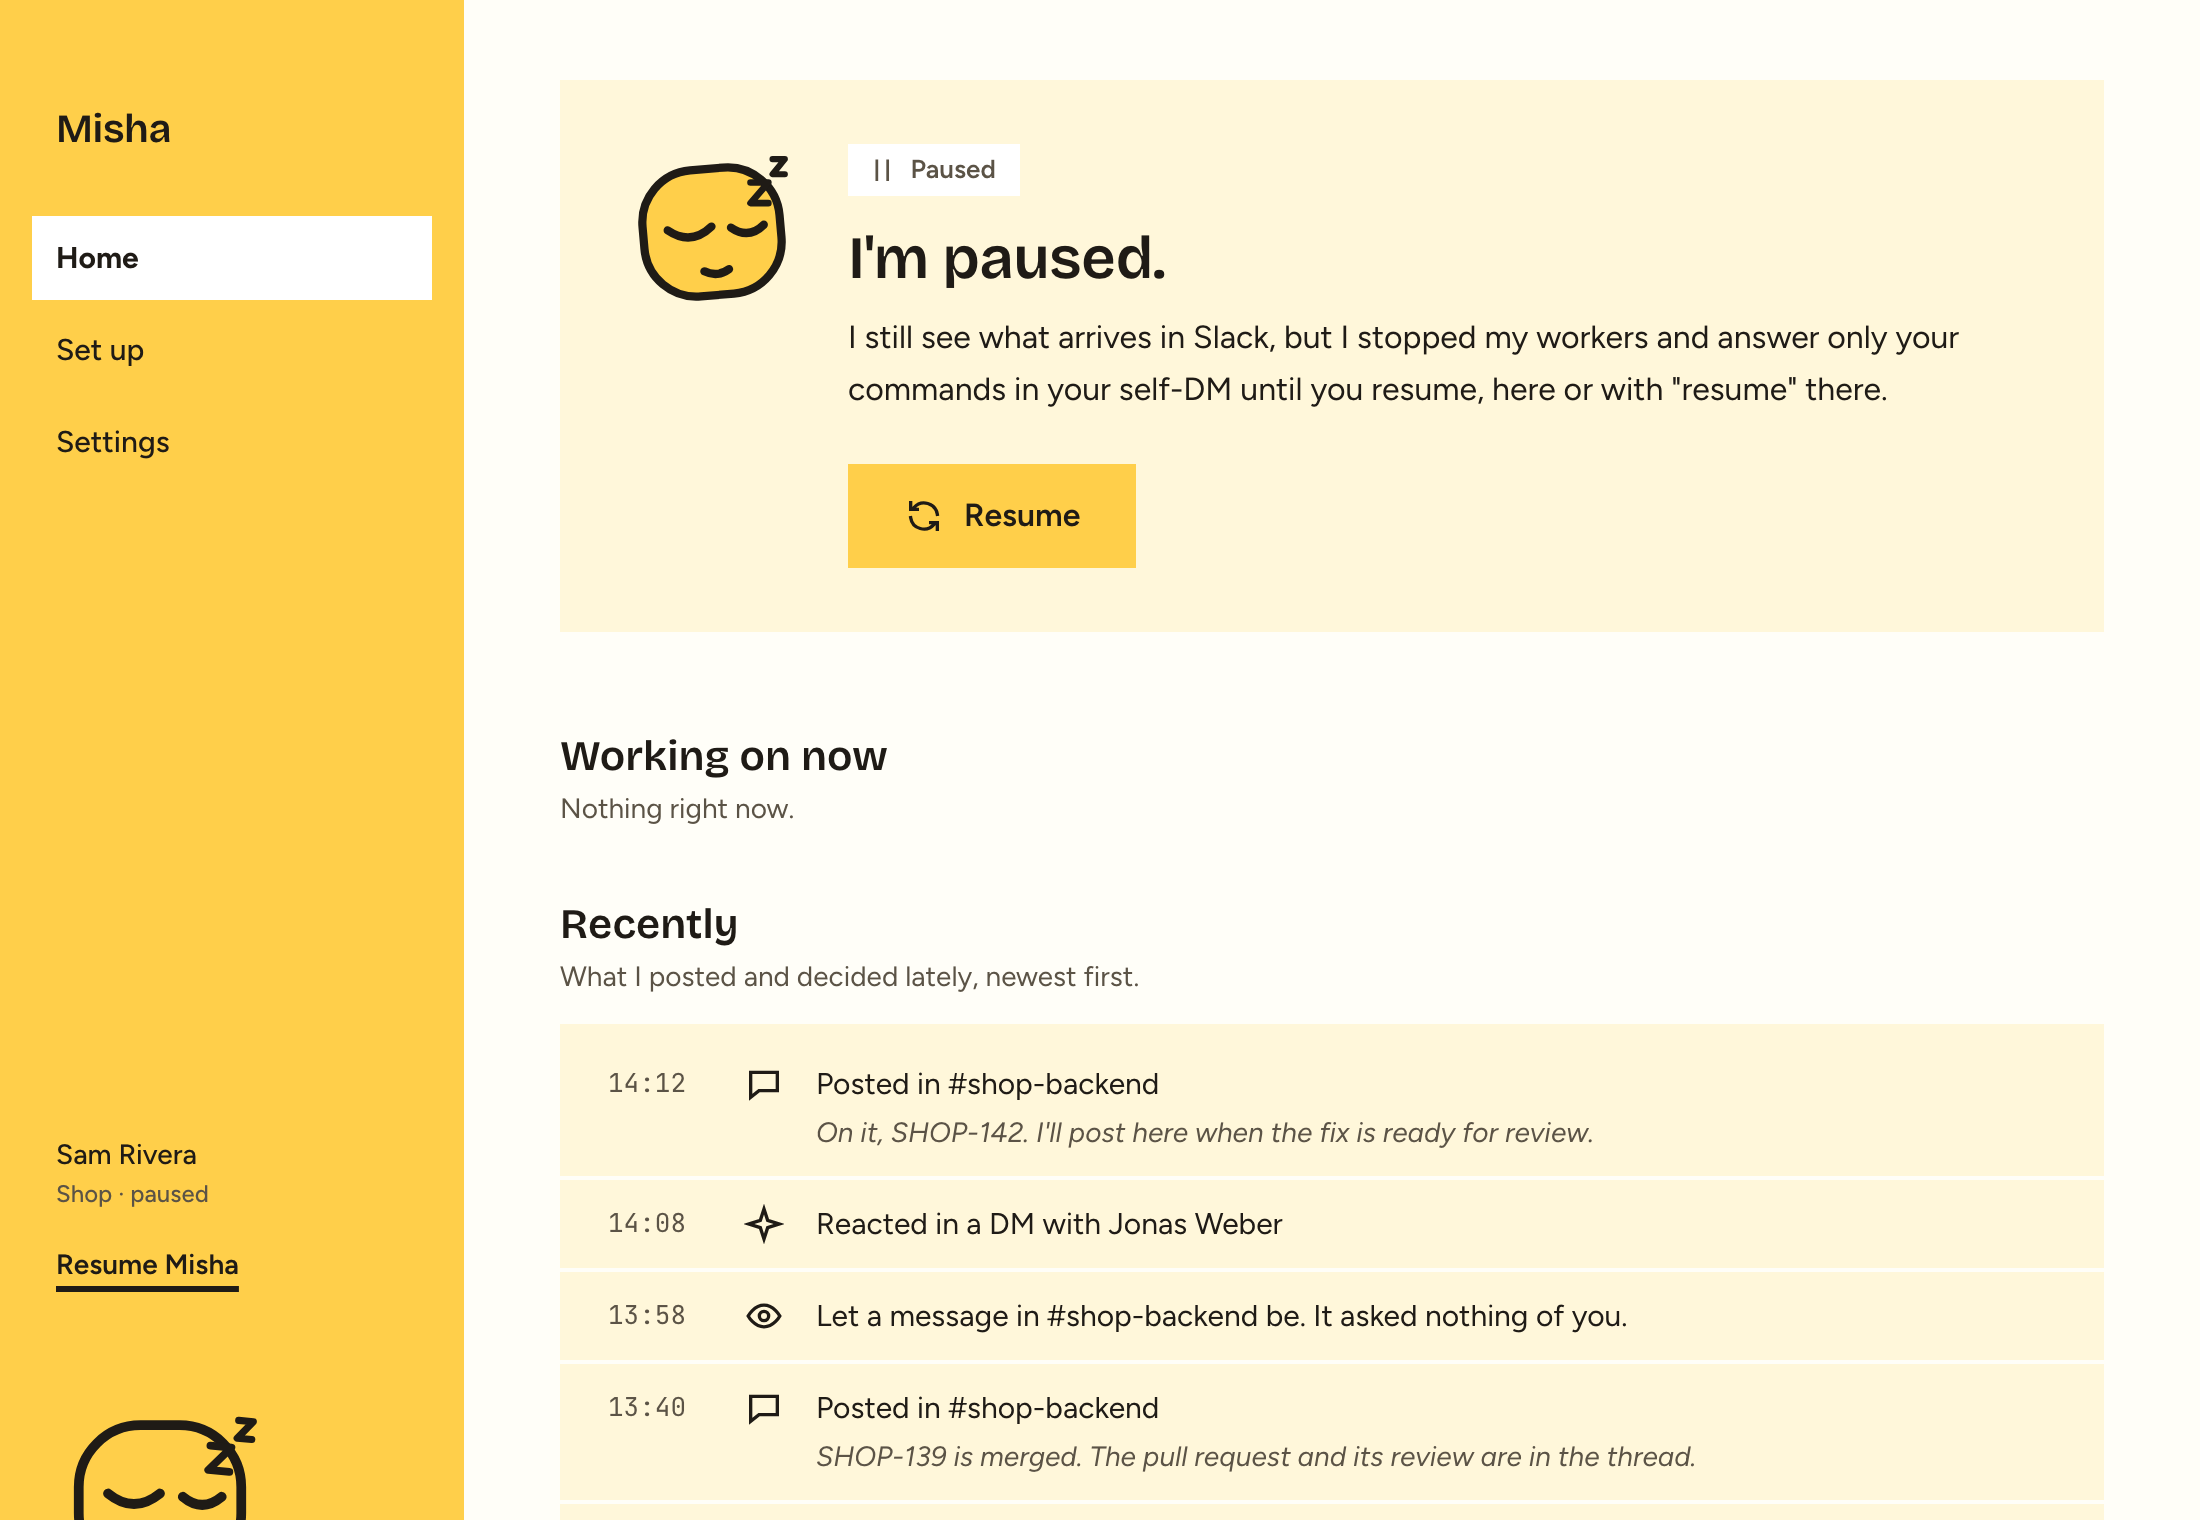 Misha
Home
Set up
Settings
Sam Rivera
Shop · paused
Resume Misha
Paused
I'm paused.
I still see what arrives in Slack, but I stopped my workers and answer only your
commands in your self-DM until you resume, here or with "resume" there.
Resume
Working on now
Nothing right now.
Recently
What I posted and decided lately, newest first.
14:12 Posted in #shop-backend
On it, SHOP-142. I'll post here when the fix is ready for review.
14:08 Reacted in a DM with Jonas Weber
13:58 Let a message in #shop-backend be. It asked nothing of you.
13:40 Posted in #shop-backend
SHOP-139 is merged. The pull request and its review are in the thread.